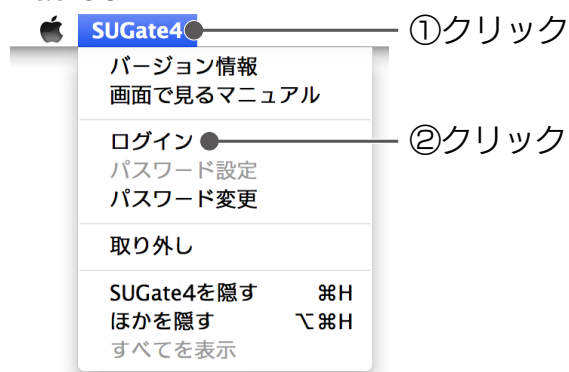 SUGate4 ①クリック
バージョン情報
画面で見るマニュアル
ログイン ②クリック
パスワード設定
パスワード変更
取り外し
SUGate4を隠す ⌘H
ほかを隠す ⌥⌘H
すべてを表示